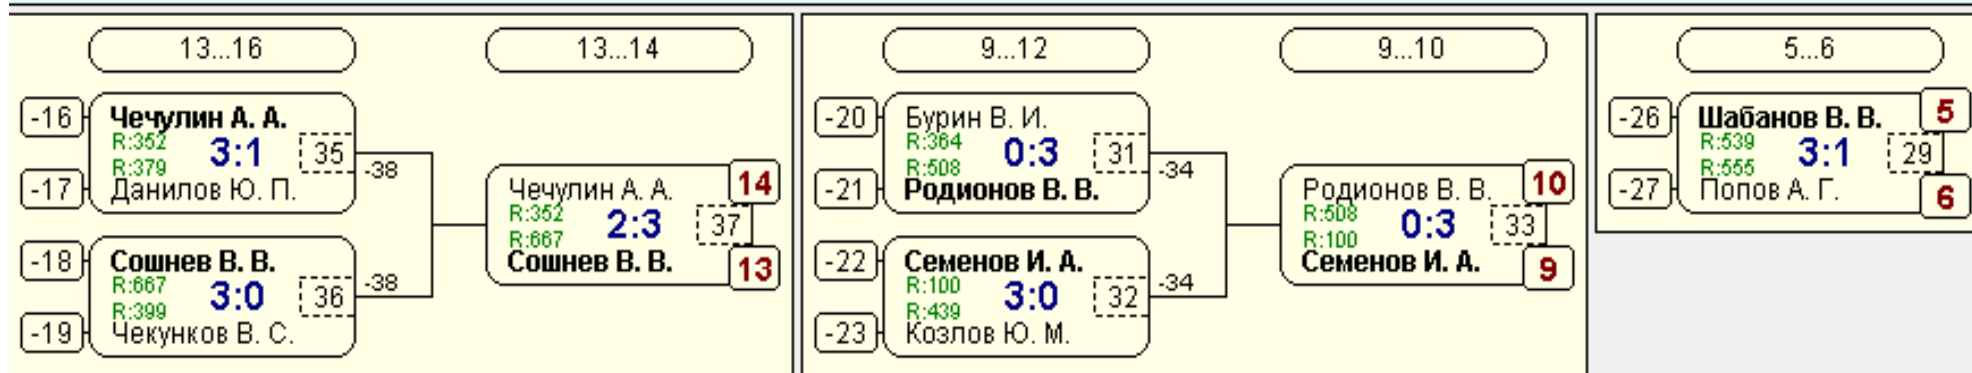 13...16
13...14
-16
Чечулин А. А.
R:352
3:1
35
R:379
-17
Данилов Ю. П.
-38
-18
Сошнев В. В.
R:667
3:0
36
R:399
-19
Чекунков В. С.
-38
Чечулин А. А.
14
R:352
2:3
37
R:667
Сошнев В. В.
13
9...12
9...10
-20
Бурин В. И.
R:364
0:3
31
R:508
-21
Родионов В. В.
-34
-22
Семенов И. А.
R:100
3:0
32
R:439
-23
Козлов Ю. М.
-34
Родионов В. В.
10
R:508
0:3
33
R:100
Семенов И. А.
9
5...6
-26
Шабанов В. В.
5
R:539
3:1
29
R:555
-27
Попов А. Г.
6